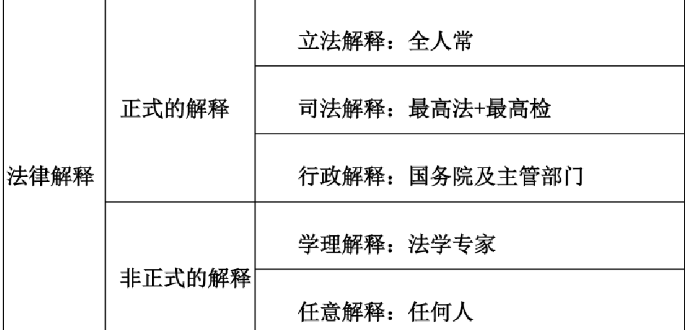 法律解释
正式的解释
立法解释：全人常
司法解释：最高法+最高检
行政解释：国务院及主管部门
非正式的解释
学理解释：法学专家
任意解释：任何人